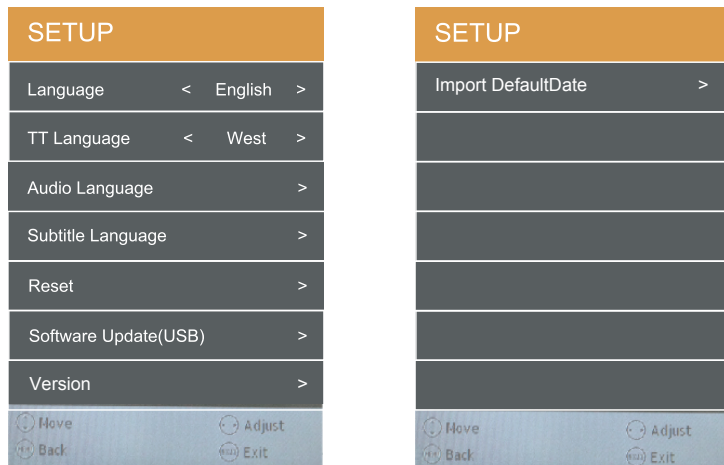 SETUP
Language < English >
TT Language < West >
Audio Language >
Subtitle Language >
Reset >
Software Update(USB) >
Version >
Move Adjust
Back Exit
SETUP
Import DefaultDate >
Move Adjust
Back Exit